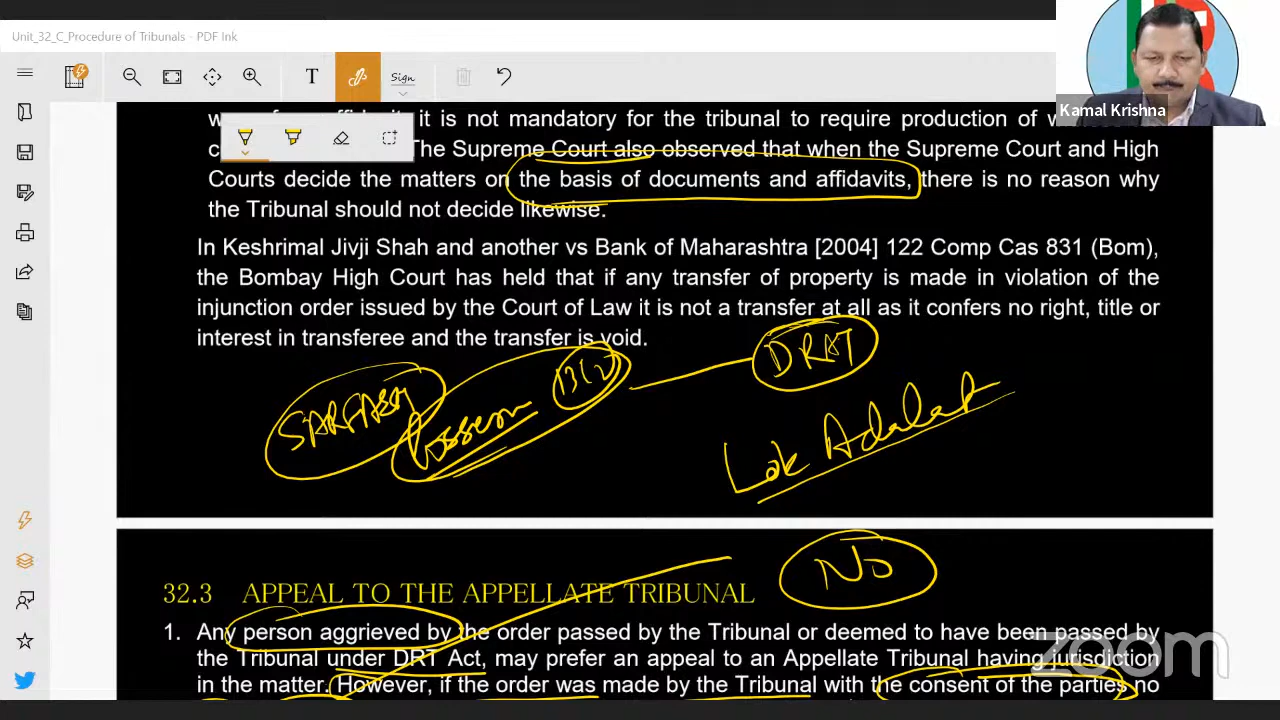 Unit_32_C_Procedure of Tribunals - PDF Ink
T
Sign
Kamal Krishna
it is not mandatory for the tribunal to require production of
The Supreme Court also observed that when the Supreme Court and High
Courts decide the matters on the basis of documents and affidavits, there is no reason why
the Tribunal should not decide likewise.
In Keshrimal Jivji Shah and another vs Bank of Maharashtra [2004] 122 Comp Cas 831 (Bom),
the Bombay High Court has held that if any transfer of property is made in violation of the
injunction order issued by the Court of Law it is not a transfer at all as it confers no right, title or
interest in transferee and the transfer is void.
DRAT
Lok Adalat
No
32.3 APPEAL TO THE APPELLATE TRIBUNAL
1. Any person aggrieved by the order passed by the Tribunal or deemed to have been passed by
the Tribunal under DRT Act, may prefer an appeal to an Appellate Tribunal having jurisdiction
in the matter. However, if the order was made by the Tribunal with the consent of the parties no
zoom